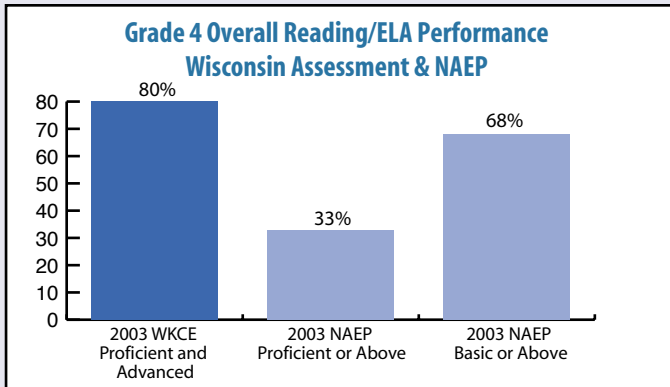 Grade 4 Overall Reading/ELA Performance
Wisconsin Assessment & NAEP
80%
68%
33%
80
70
60
50
40
30
20
10
0
2003 WKCE
Proficient and
Advanced
2003 NAEP
Proficient or Above
2003 NAEP
Basic or Above